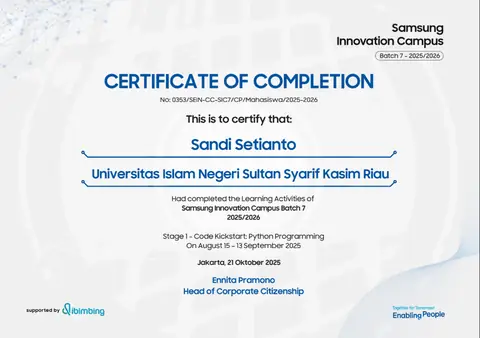 Samsung
Innovation Campus
Batch 7 - 2025/2026
CERTIFICATE OF COMPLETION
No: 0353/SEIN-CC-SIC7/CP/Mahasiswa/2025-2026
This is to certify that:
Sandi Setianto
Universitas Islam Negeri Sultan Syarif Kasim Riau
Had completed the Learning Activities of
Samsung Innovation Campus Batch 7
2025/2026
Stage 1 - Code Kickstart: Python Programming
On August 15 - 13 September 2025
Jakarta, 21 Oktober 2025
Ennita Pramono
Head of Corporate Citizenship
supported by ibimbing
Together for Tomorrow!
Enabling People